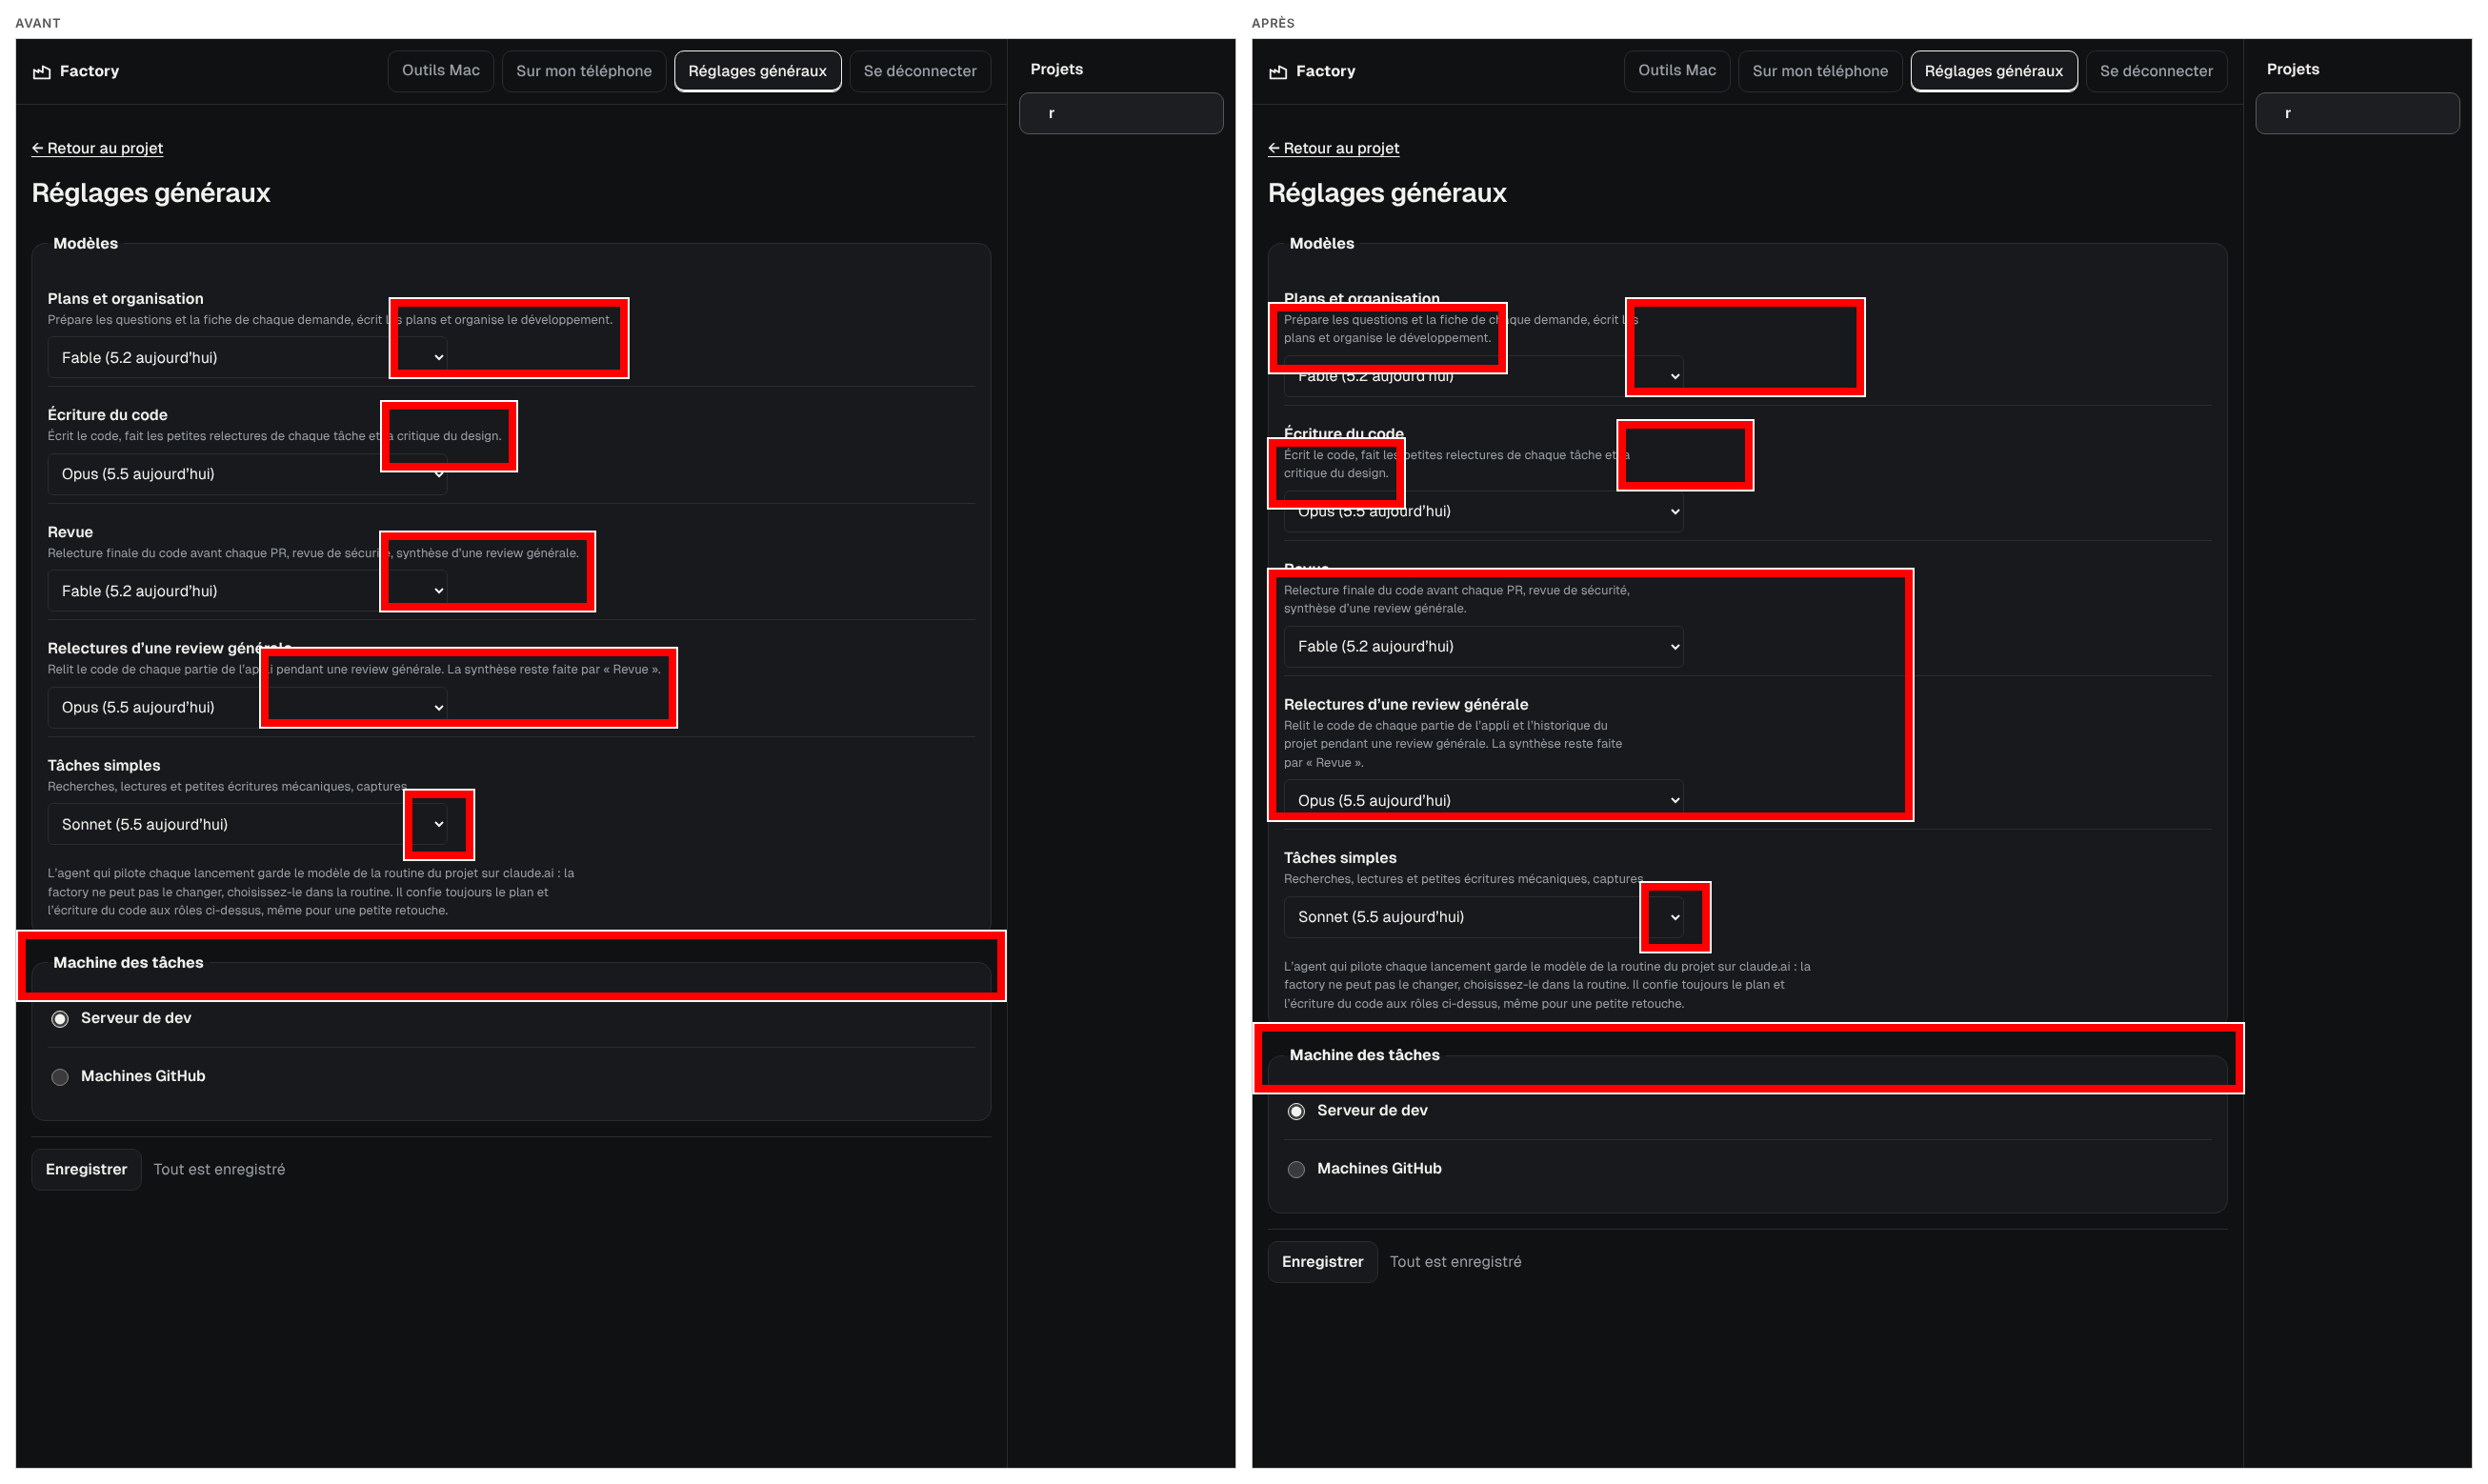 AVANT
Factory
Outils Mac
Sur mon téléphone
Réglages généraux
Se déconnecter
Projets
r
← Retour au projet
Réglages généraux
Modèles
Plans et organisation
Prépare les questions et la fiche de chaque demande, écrit les plans et organise le développement.
Fable (5.2 aujourd’hui)
Écriture du code
Écrit le code, fait les petites relectures de chaque tâche et la critique du design.
Opus (5.5 aujourd’hui)
Revue
Relecture finale du code avant chaque PR, revue de sécurité, synthèse d’une review générale.
Fable (5.2 aujourd’hui)
Relectures d’une review générale
Relit le code de chaque partie de l’appli pendant une review générale. La synthèse reste faite par « Revue ».
Opus (5.5 aujourd’hui)
Tâches simples
Recherches, lectures et petites écritures mécaniques, captures
Sonnet (5.5 aujourd’hui)
L’agent qui pilote chaque lancement garde le modèle de la routine du projet sur claude.ai : la
factory ne peut pas le changer, choisissez-le dans la routine. Il confie toujours le plan et
l’écriture du code aux rôles ci-dessus, même pour une petite retouche.
Machine des tâches
Serveur de dev
Machines GitHub
Enregistrer
Tout est enregistré
APRÈS
Factory
Outils Mac
Sur mon téléphone
Réglages généraux
Se déconnecter
Projets
r
← Retour au projet
Réglages généraux
Modèles
Plans et organisation
Prépare les questions et la fiche de chaque demande, écrit les
plans et organise le développement.
Fable (5.2 aujourd’hui)
Écriture du code
Écrit le code, fait les petites relectures de chaque tâche et la
critique du design.
Opus (5.5 aujourd’hui)
Revue
Relecture finale du code avant chaque PR, revue de sécurité,
synthèse d’une review générale.
Fable (5.2 aujourd’hui)
Relectures d’une review générale
Relit le code de chaque partie de l’appli et l’historique du
projet pendant une review générale. La synthèse reste faite
par « Revue ».
Opus (5.5 aujourd’hui)
Tâches simples
Recherches, lectures et petites écritures mécaniques, captures
Sonnet (5.5 aujourd’hui)
L’agent qui pilote chaque lancement garde le modèle de la routine du projet sur claude.ai : la
factory ne peut pas le changer, choisissez-le dans la routine. Il confie toujours le plan et
l’écriture du code aux rôles ci-dessus, même pour une petite retouche.
Machine des tâches
Serveur de dev
Machines GitHub
Enregistrer
Tout est enregistré